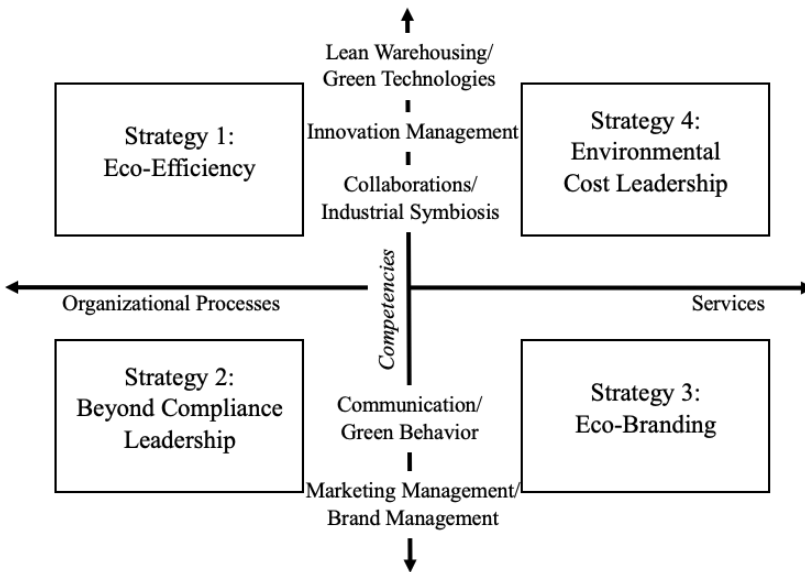 Lean Warehousing/
Green Technologies
Strategy 1:
Eco-Efficiency
Innovation Management
Strategy 4:
Environmental
Cost Leadership
Collaborations/
Industrial Symbiosis
Competencies
Organizational Processes
Services
Strategy 2:
Beyond Compliance
Leadership
Communication/
Green Behavior
Strategy 3:
Eco-Branding
Marketing Management/
Brand Management